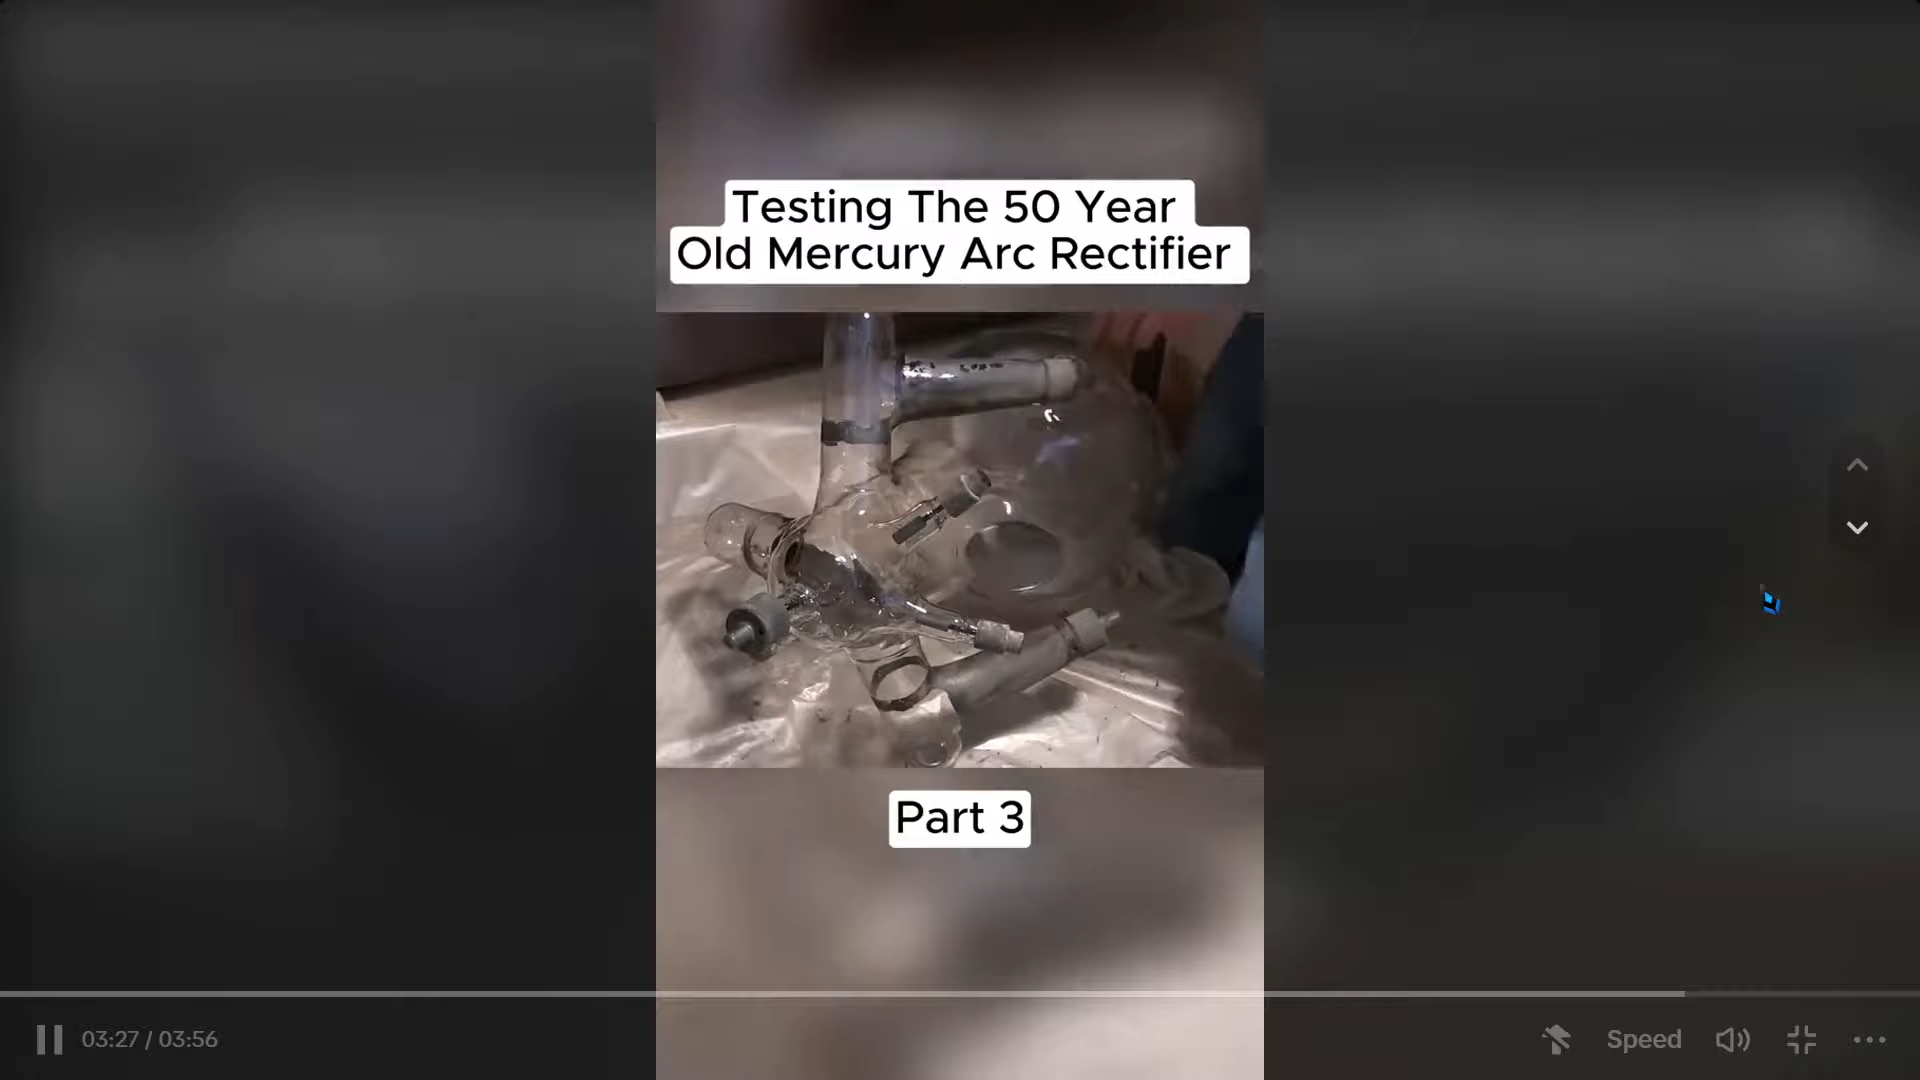 Testing The 50 Year
Old Mercury Arc Rectifier
Part 3
03:27 / 03:56
Speed